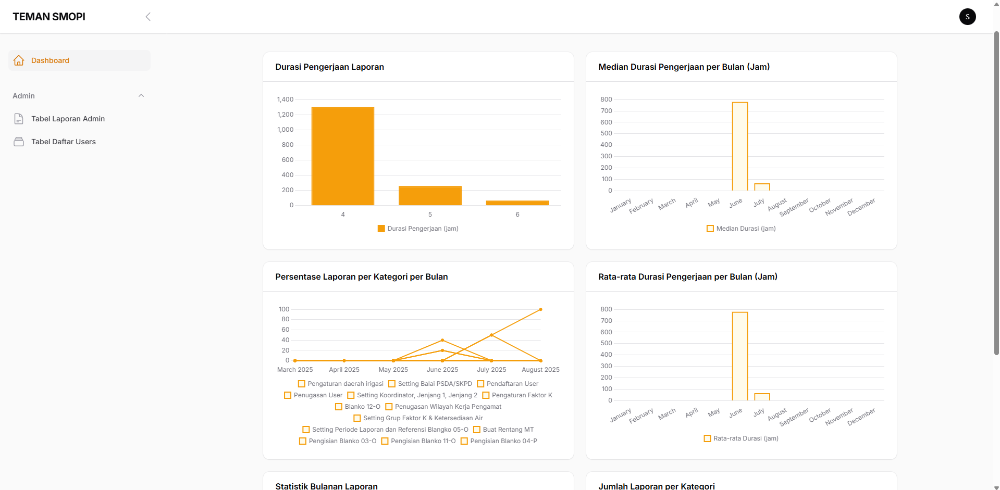 TEMAN SMOPI
S
Dashboard
Admin
Tabel Laporan Admin
Tabel Daftar Users
Durasi Pengerjaan Laporan
1,400
1,200
1,000
800
600
400
200
0
4 5 6
Durasi Pengerjaan (jam)
Median Durasi Pengerjaan per Bulan (Jam)
800
700
600
500
400
300
200
100
0
January February March April May June July August September October November December
Median Durasi (jam)
Persentase Laporan per Kategori per Bulan
100
80
60
40
20
0
March 2025 April 2025 May 2025 June 2025 July 2025 August 2025
Pengaturan daerah irigasi Setting Balai PSDA/SKPD Pendaftaran User
Penugasan User Setting Koordinator, Jenjang 1, Jenjang 2 Pengaturan Faktor K
Blanko 12-O Penugasan Wilayah Kerja Pengamat
Setting Grup Faktor K & Ketersediaan Air
Setting Periode Laporan dan Referensi Blangko 05-O Buat Rentang MT
Pengisian Blanko 03-O Pengisian Blanko 11-O Pengisian Blanko 04-P
Rata-rata Durasi Pengerjaan per Bulan (Jam)
800
700
600
500
400
300
200
100
0
January February March April May June July August September October November December
Rata-rata Durasi (jam)
Statistik Bulanan Laporan
Jumlah Laporan per Kategori